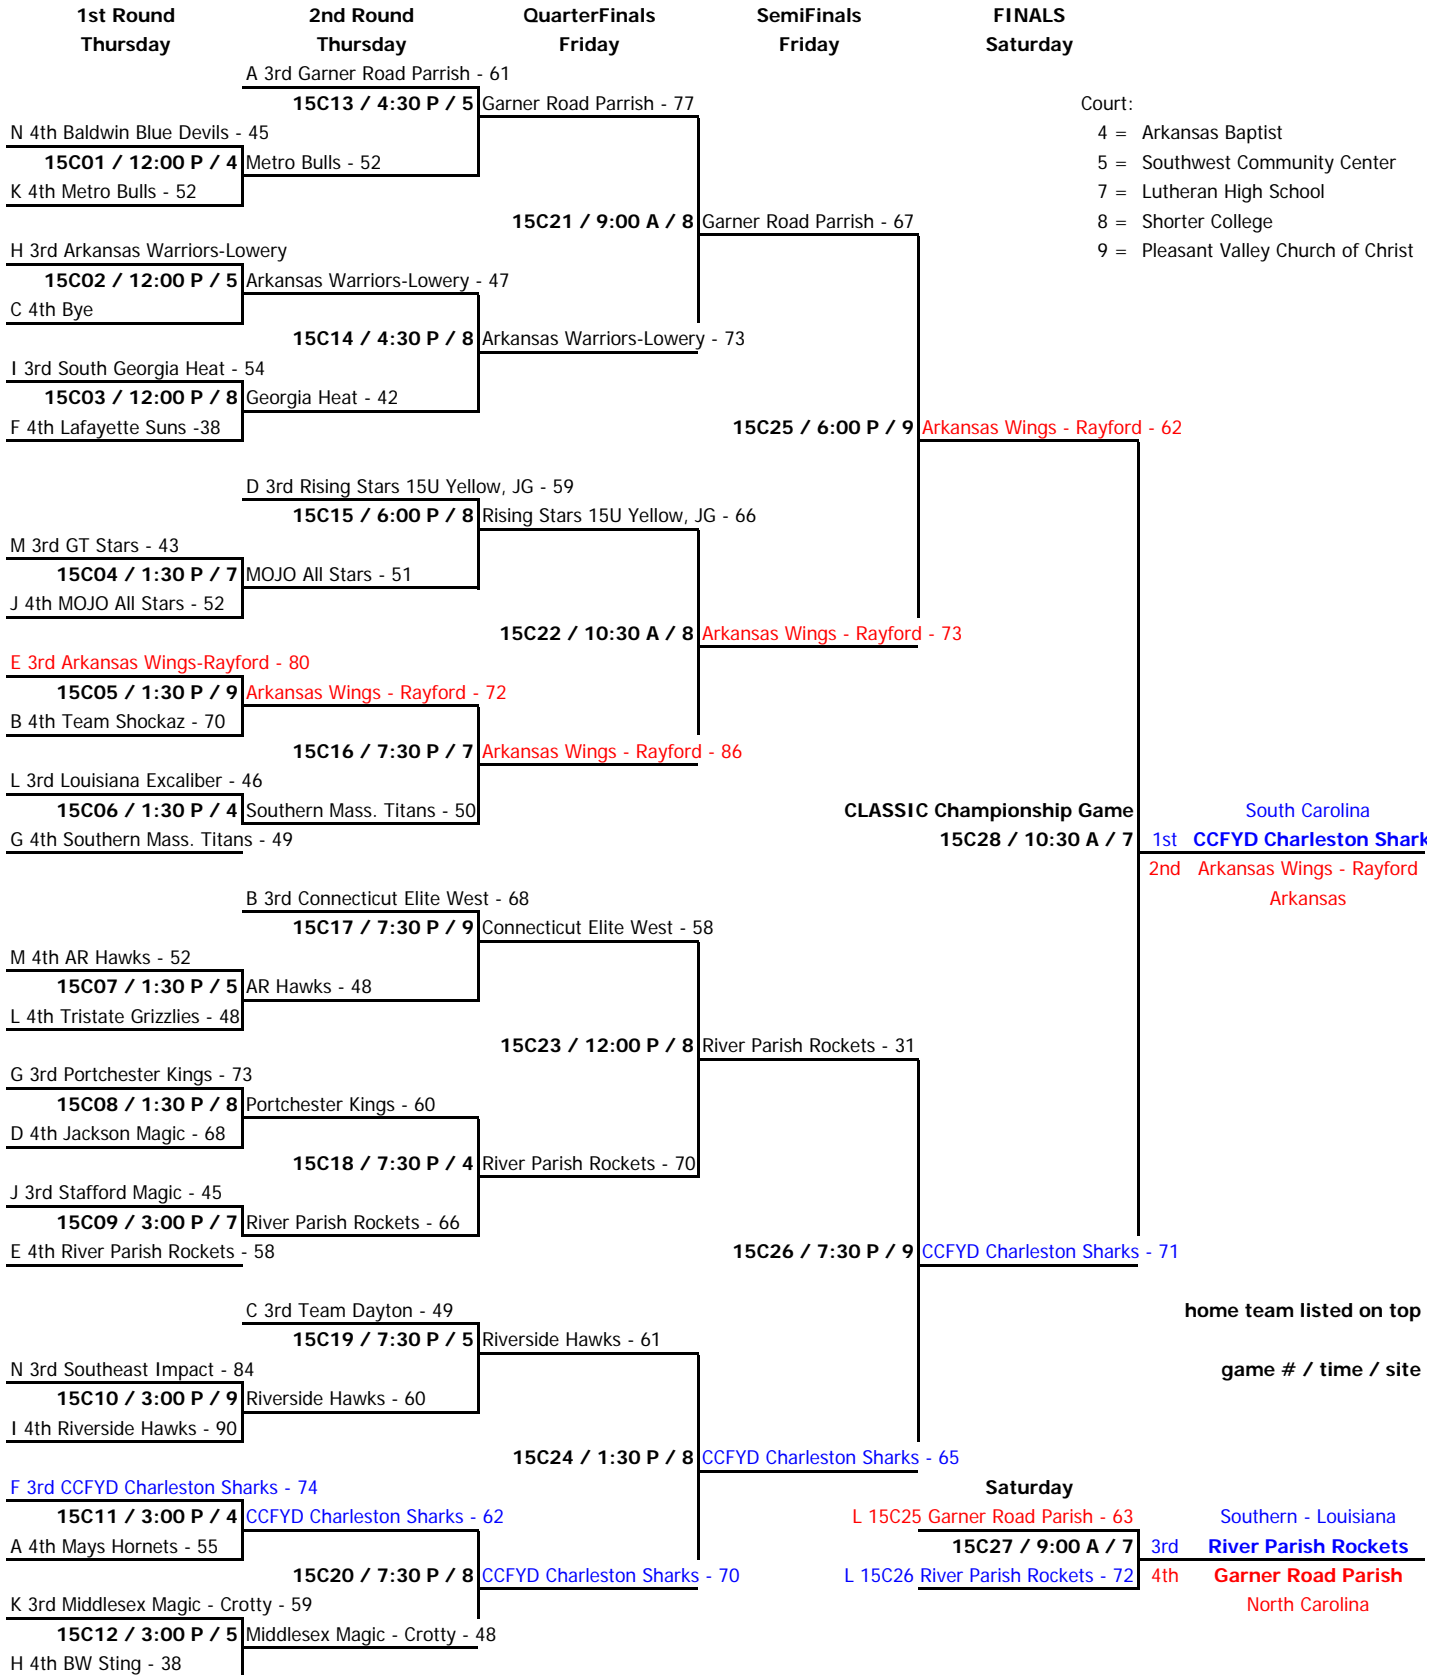 1st Round 2nd Round QuarterFinals SemiFinals FINALS
Thursday Thursday Friday Friday Saturday
A 3rd Garner Road Parrish - 61
15C13 / 4:30 P / 5 Garner Road Parrish - 77 Court:
N 4th Baldwin Blue Devils - 45 4 = Arkansas Baptist
15C01 / 12:00 P / 4 Metro Bulls - 52 5 = Southwest Community Center
K 4th Metro Bulls - 52 7 = Lutheran High School
15C21 / 9:00 A / 8 Garner Road Parrish - 67 8 = Shorter College
H 3rd Arkansas Warriors-Lowery 9 = Pleasant Valley Church of Christ
15C02 / 12:00 P / 5 Arkansas Warriors-Lowery - 47
C 4th Bye
15C14 / 4:30 P / 8 Arkansas Warriors-Lowery - 73
I 3rd South Georgia Heat - 54
15C03 / 12:00 P / 8 Georgia Heat - 42
F 4th Lafayette Suns -38 15C25 / 6:00 P / 9 Arkansas Wings - Rayford - 62
D 3rd Rising Stars 15U Yellow, JG - 59
15C15 / 6:00 P / 8 Rising Stars 15U Yellow, JG - 66
M 3rd GT Stars - 43
15C04 / 1:30 P / 7 MOJO All Stars - 51
J 4th MOJO All Stars - 52
15C22 / 10:30 A / 8 Arkansas Wings - Rayford - 73
E 3rd Arkansas Wings-Rayford - 80
15C05 / 1:30 P / 9 Arkansas Wings - Rayford - 72
B 4th Team Shockaz - 70
15C16 / 7:30 P / 7 Arkansas Wings - Rayford - 86
L 3rd Louisiana Excaliber - 46
15C06 / 1:30 P / 4 Southern Mass. Titans - 50 CLASSIC Championship Game South Carolina
G 4th Southern Mass. Titans - 49 15C28 / 10:30 A / 7 1st CCFYD Charleston Shark
2nd Arkansas Wings - Rayford
B 3rd Connecticut Elite West - 68 Arkansas
15C17 / 7:30 P / 9 Connecticut Elite West - 58
M 4th AR Hawks - 52
15C07 / 1:30 P / 5 AR Hawks - 48
L 4th Tristate Grizzlies - 48
15C23 / 12:00 P / 8 River Parish Rockets - 31
G 3rd Portchester Kings - 73
15C08 / 1:30 P / 8 Portchester Kings - 60
D 4th Jackson Magic - 68
15C18 / 7:30 P / 4 River Parish Rockets - 70
J 3rd Stafford Magic - 45
15C09 / 3:00 P / 7 River Parish Rockets - 66
E 4th River Parish Rockets - 58 15C26 / 7:30 P / 9 CCFYD Charleston Sharks - 71
C 3rd Team Dayton - 49 home team listed on top
15C19 / 7:30 P / 5 Riverside Hawks - 61
N 3rd Southeast Impact - 84 game # / time / site
15C10 / 3:00 P / 9 Riverside Hawks - 60
I 4th Riverside Hawks - 90
15C24 / 1:30 P / 8 CCFYD Charleston Sharks - 65
F 3rd CCFYD Charleston Sharks - 74 Saturday
15C11 / 3:00 P / 4 CCFYD Charleston Sharks - 62 L 15C25 Garner Road Parish - 63 Southern - Louisiana
A 4th Mays Hornets - 55 15C27 / 9:00 A / 7 3rd River Parish Rockets
15C20 / 7:30 P / 8 CCFYD Charleston Sharks - 70 L 15C26 River Parish Rockets - 72 4th Garner Road Parish
K 3rd Middlesex Magic - Crotty - 59 North Carolina
15C12 / 3:00 P / 5 Middlesex Magic - Crotty - 48
H 4th BW Sting - 38